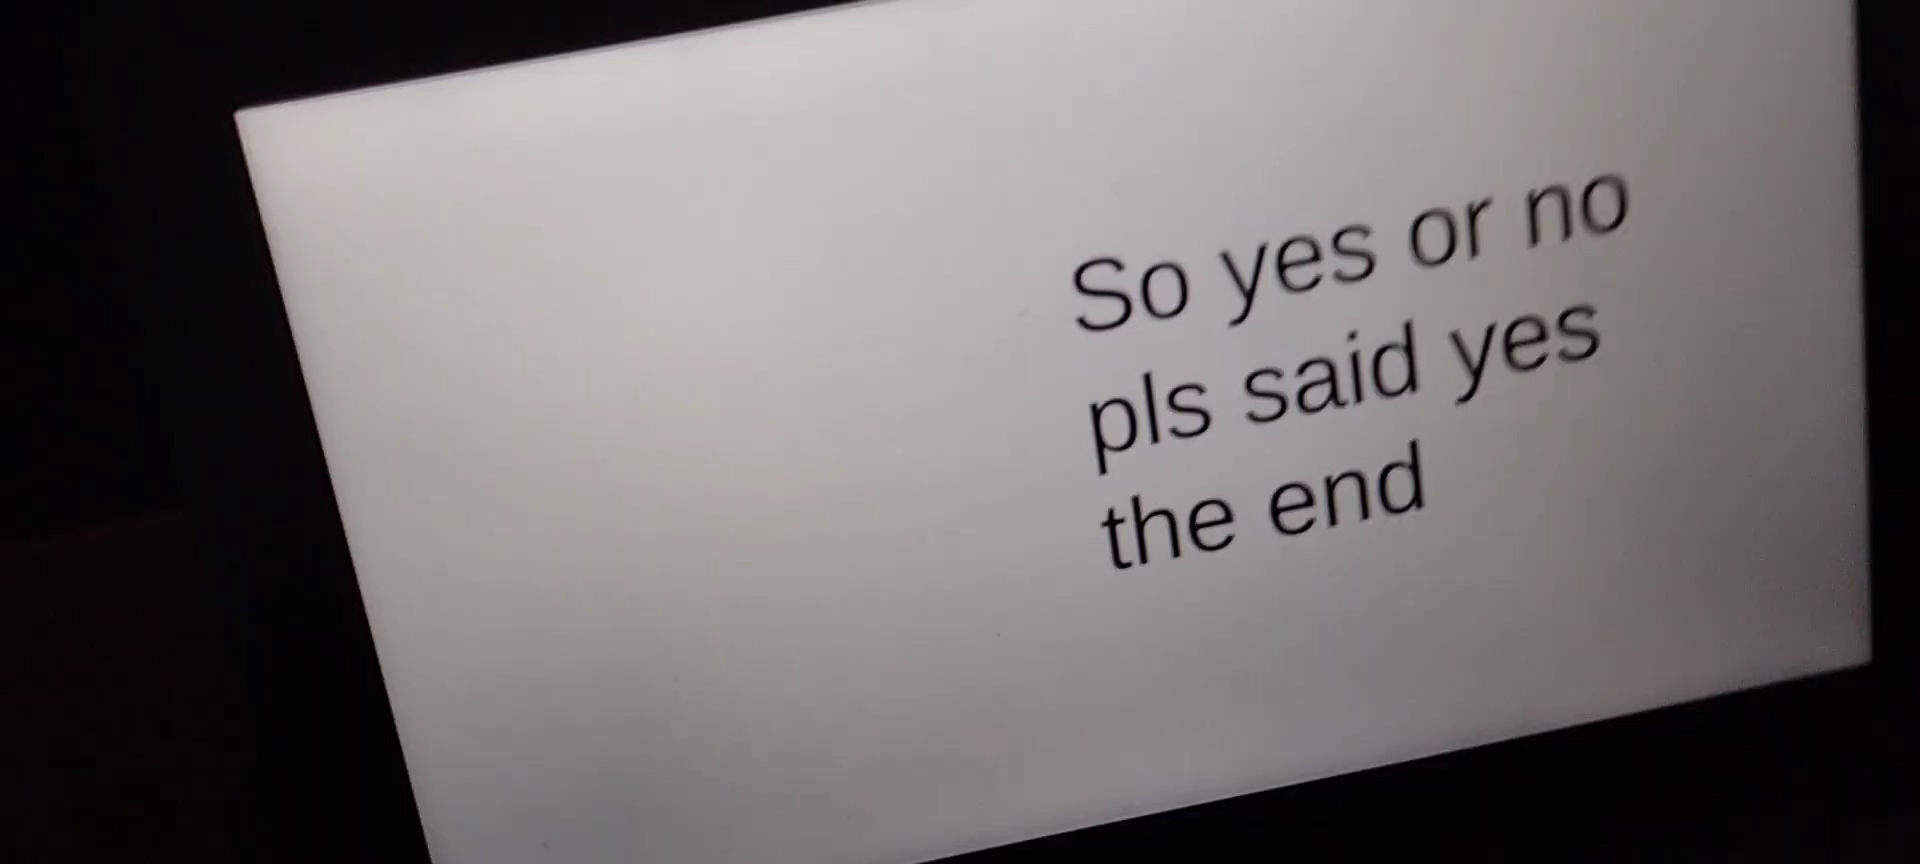 So yes or no
pls said yes
the end